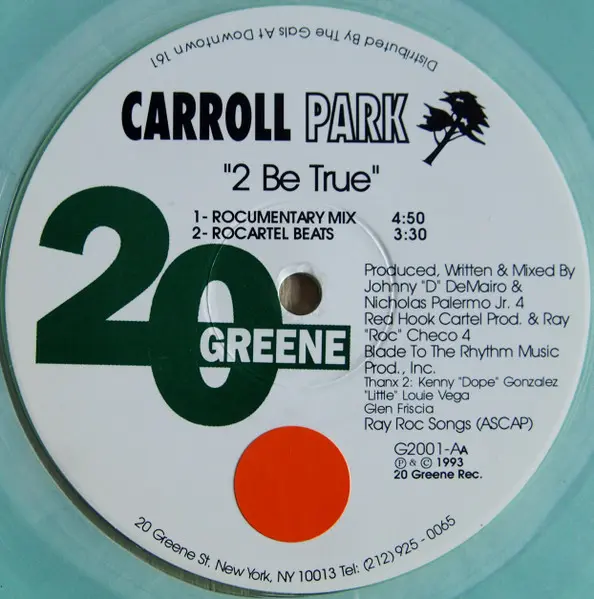 Distributed By The Gals At Downtown 161
CARROLL PARK
"2 Be True"
1- ROCUMENTARY MIX 4:50
2- ROCARTEL BEATS 3:30
20
GREENE
Produced, Written & Mixed By
Johnny "D" DeMairo &
Nicholas Palermo Jr. 4
Red Hook Cartel Prod. & Ray
"Roc" Checo 4
Blade To The Rhythm Music
Prod., Inc.
Thanx 2: Kenny "Dope" Gonzalez
"Little" Louie Vega
Glen Friscia
Ray Roc Songs (ASCAP)
G2001-AA
℗ & © 1993
20 Greene Rec.
20 Greene St. New York, NY 10013 Tel: (212) 925 - 0065